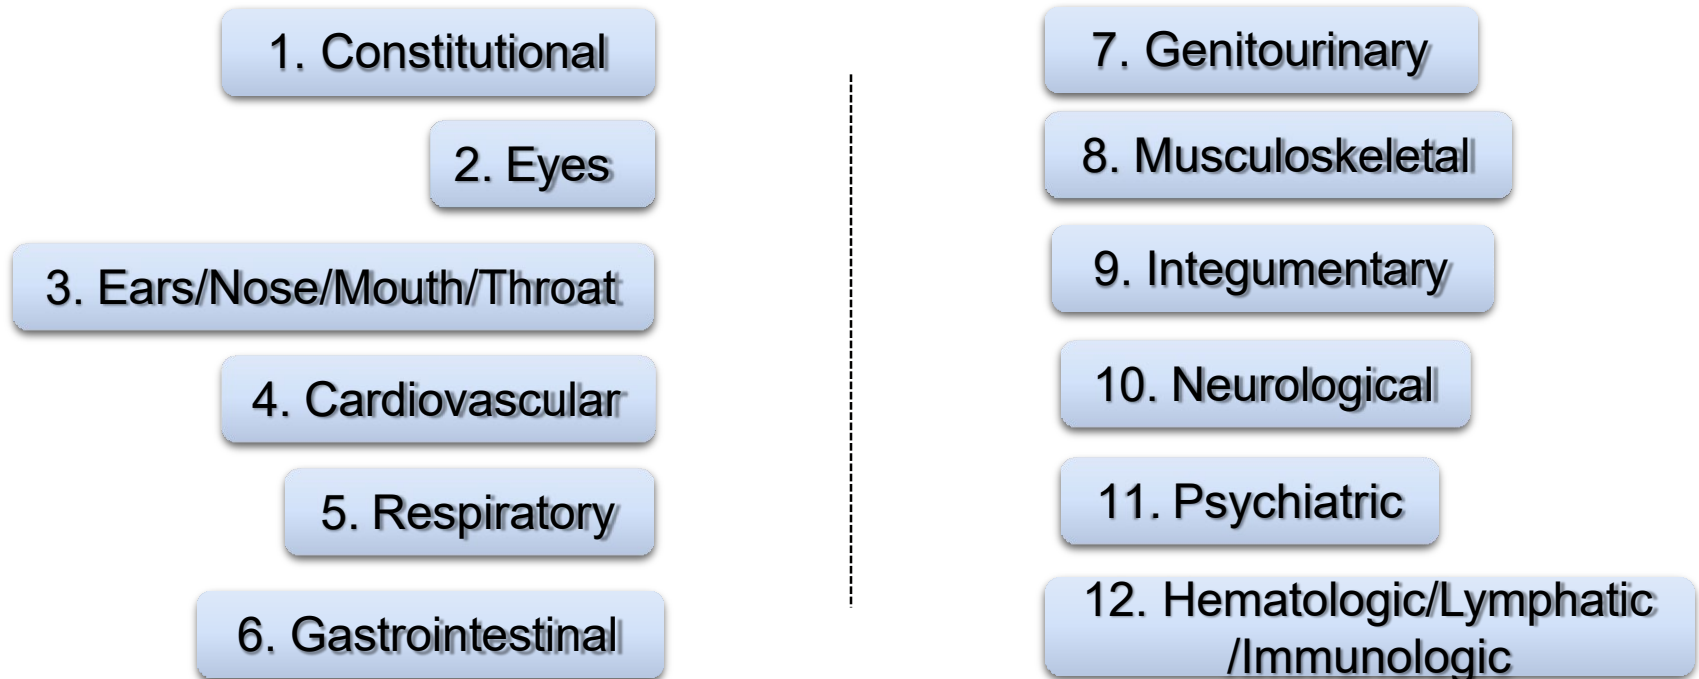 1. Constitutional
2. Eyes
3. Ears/Nose/Mouth/Throat
4. Cardiovascular
5. Respiratory
6. Gastrointestinal
7. Genitourinary
8. Musculoskeletal
9. Integumentary
10. Neurological
11. Psychiatric
12. Hematologic/Lymphatic
/Immunologic